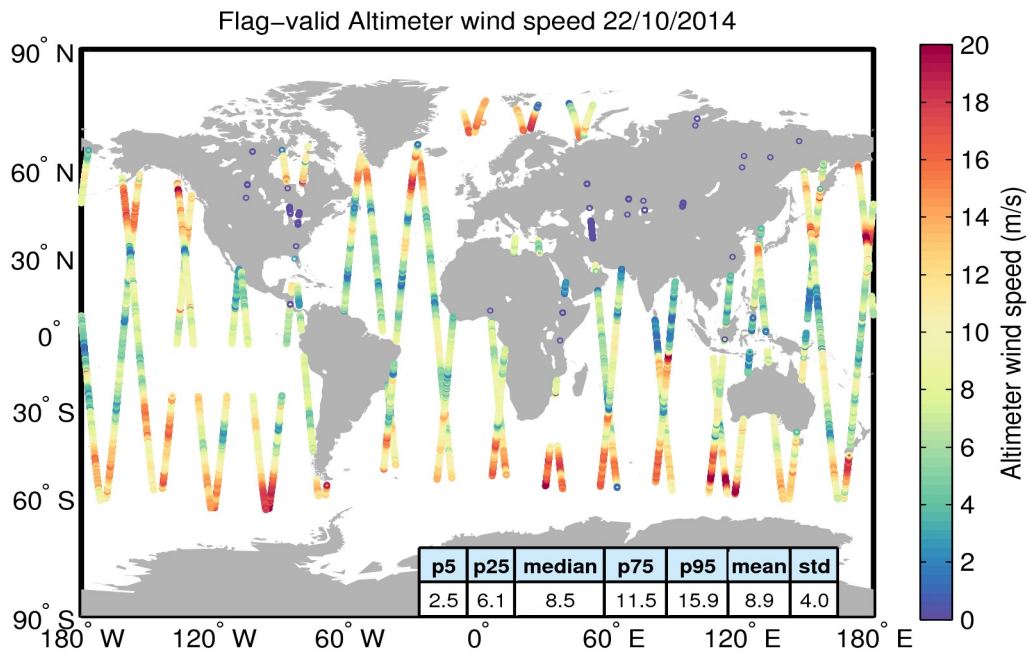 Flag−valid Altimeter wind speed 22/10/2014
90° N
60° N
30° N
0°
30° S
60° S
90° S
180° W
120° W
60° W
0°
60° E
120° E
180° E
p5 p25 median p75 p95 mean std
2.5 6.1 8.5 11.5 15.9 8.9 4.0
20
18
16
14
12
10
8
6
4
2
0
Altimeter wind speed (m/s)